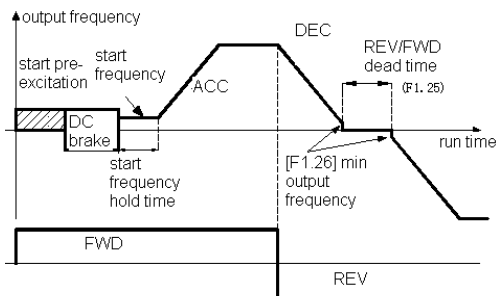 output frequency
start pre-
excitation
start
frequency
ACC
DEC
REV/FWD
dead time
(F1.25)
DC
brake
run time
start
frequency
hold time
[F1.26] min
output
frequency
FWD
REV